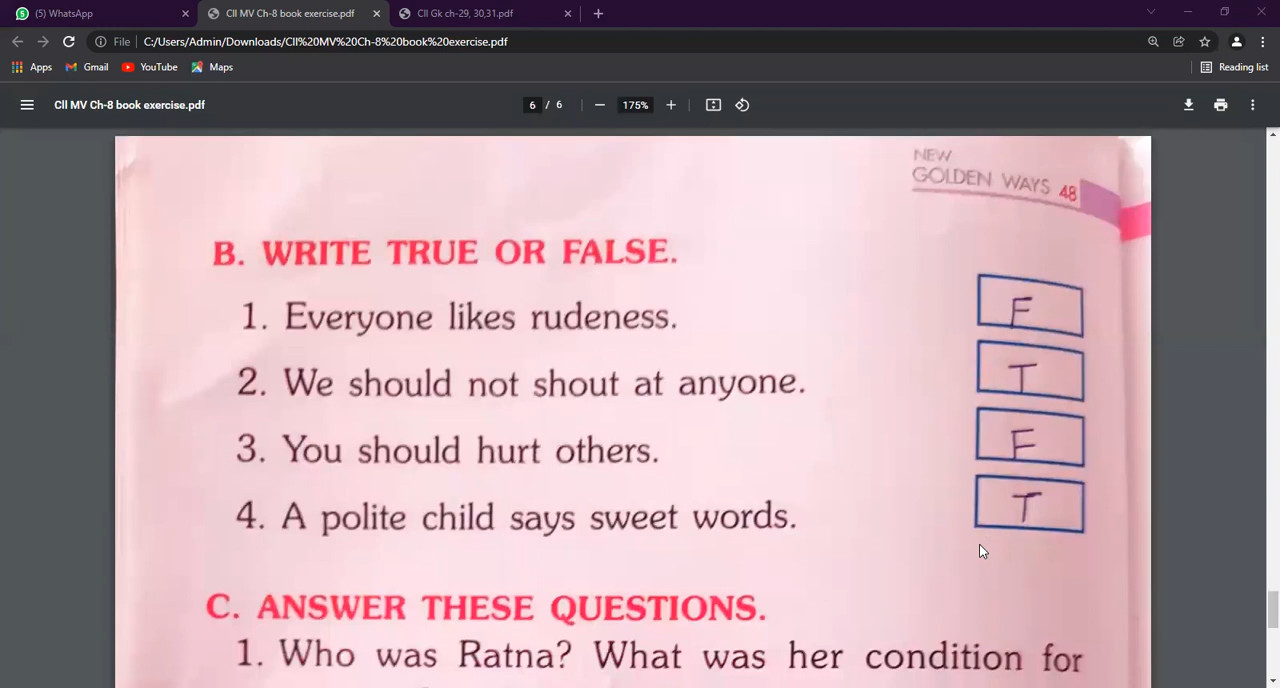 (5) WhatsApp
CII MV Ch-8 book exercise.pdf
CII Gk ch-29, 30,31.pdf
File C:/Users/Admin/Downloads/CII%20MV%20Ch-8%20book%20exercise.pdf
Apps Gmail YouTube Maps Reading list
CII MV Ch-8 book exercise.pdf 6 / 6 175%
NEW
GOLDEN WAYS 48
B. WRITE TRUE OR FALSE.
1. Everyone likes rudeness. F
2. We should not shout at anyone. T
3. You should hurt others. F
4. A polite child says sweet words. T
C. ANSWER THESE QUESTIONS.
1. Who was Ratna? What was her condition for